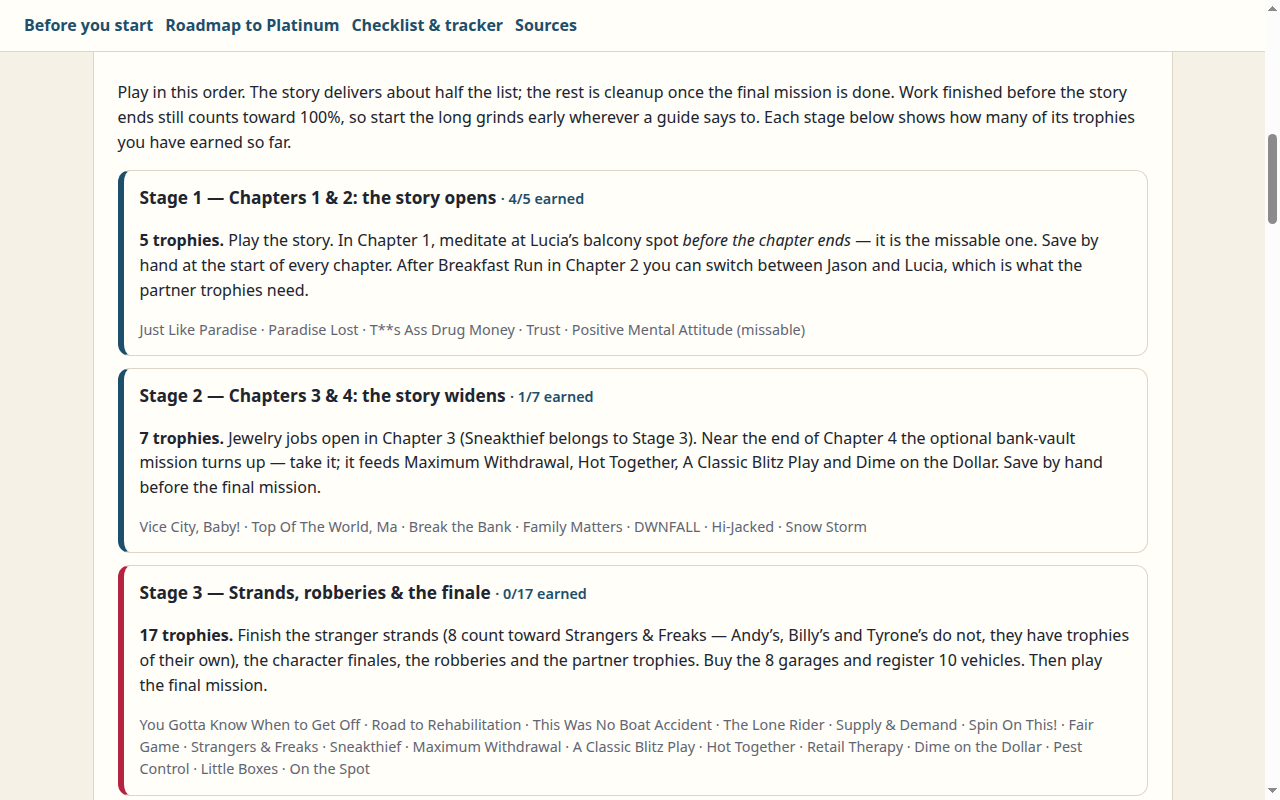 Before you start Roadmap to Platinum Checklist & tracker Sources
Play in this order. The story delivers about half the list; the rest is cleanup once the final mission is done. Work finished before the story
ends still counts toward 100%, so start the long grinds early wherever a guide says to. Each stage below shows how many of its trophies
you have earned so far.
Stage 1 — Chapters 1 & 2: the story opens · 4/5 earned
5 trophies. Play the story. In Chapter 1, meditate at Lucia’s balcony spot before the chapter ends — it is the missable one. Save by
hand at the start of every chapter. After Breakfast Run in Chapter 2 you can switch between Jason and Lucia, which is what the
partner trophies need.
Just Like Paradise · Paradise Lost · T**s Ass Drug Money · Trust · Positive Mental Attitude (missable)
Stage 2 — Chapters 3 & 4: the story widens · 1/7 earned
7 trophies. Jewelry jobs open in Chapter 3 (Sneakthief belongs to Stage 3). Near the end of Chapter 4 the optional bank-vault
mission turns up — take it; it feeds Maximum Withdrawal, Hot Together, A Classic Blitz Play and Dime on the Dollar. Save by hand
before the final mission.
Vice City, Baby! · Top Of The World, Ma · Break the Bank · Family Matters · DWNFALL · Hi-Jacked · Snow Storm
Stage 3 — Strands, robberies & the finale · 0/17 earned
17 trophies. Finish the stranger strands (8 count toward Strangers & Freaks — Andy’s, Billy’s and Tyrone’s do not, they have trophies
of their own), the character finales, the robberies and the partner trophies. Buy the 8 garages and register 10 vehicles. Then play
the final mission.
You Gotta Know When to Get Off · Road to Rehabilitation · This Was No Boat Accident · The Lone Rider · Supply & Demand · Spin On This! · Fair
Game · Strangers & Freaks · Sneakthief · Maximum Withdrawal · A Classic Blitz Play · Hot Together · Retail Therapy · Dime on the Dollar · Pest
Control · Little Boxes · On the Spot